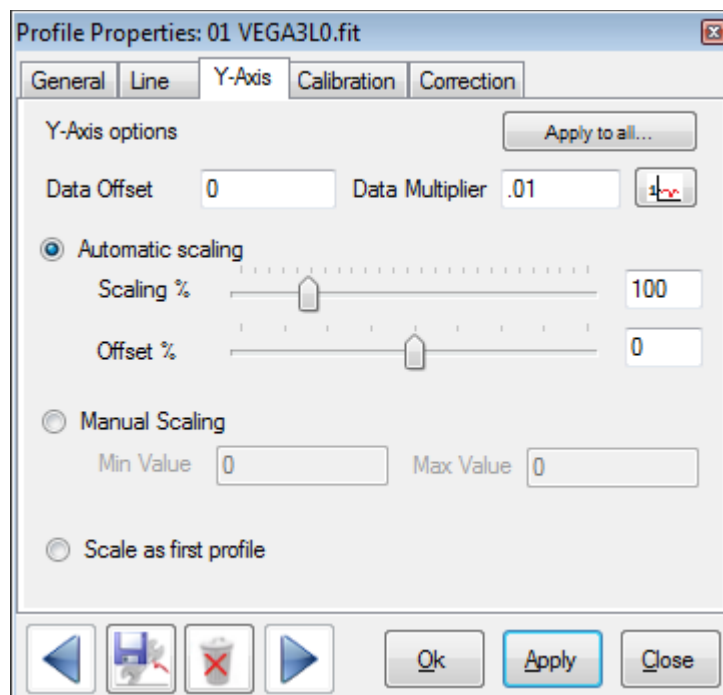 Profile Properties: 01 VEGA3L0.fit
General Line Y-Axis Calibration Correction
Y-Axis options Apply to all...
Data Offset 0 Data Multiplier .01 1
Automatic scaling
Scaling % 100
Offset % 0
Manual Scaling
Min Value 0 Max Value 0
Scale as first profile
Ok Apply Close